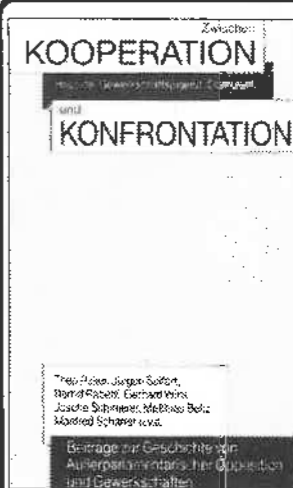 Zwischen
KOOPERATION
und
KONFRONTATION
Theo Pirker, Jürgen Seifert,
Bernd Rabehl, Gerhard
Joscha Schmierer, Matthias Beltz
Manfred Scharrer u.v.a.
Beiträge zur Geschichte von
Außerparlamentarischer Opposition
und Gewerkschaften